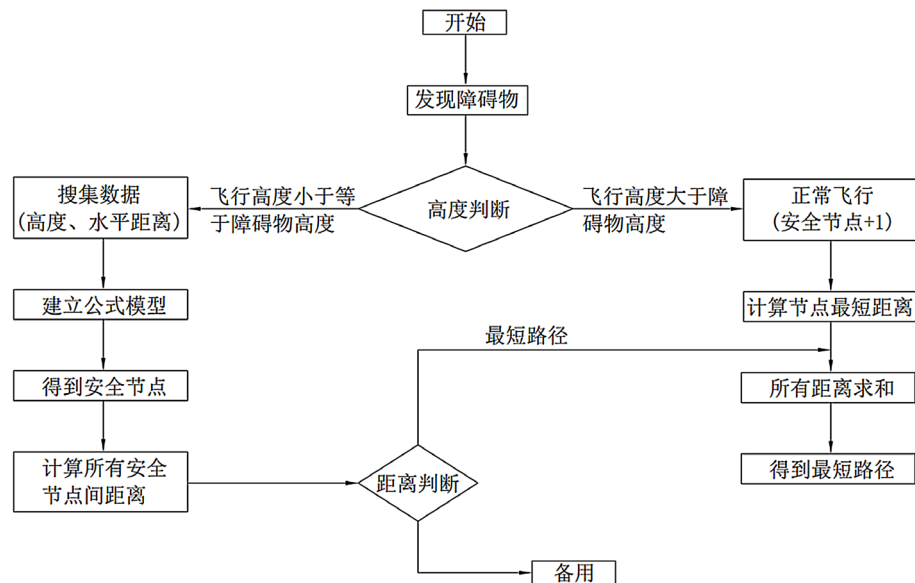 开始
发现障碍物
高度判断
飞行高度小于等
于障碍物高度
飞行高度大于障
碍物高度
搜集数据
(高度、水平距离)
正常飞行
(安全节点+1)
建立公式模型
计算节点最短距离
最短路径
得到安全节点
所有距离求和
计算所有安全
节点间距离
距离判断
得到最短路径
备用